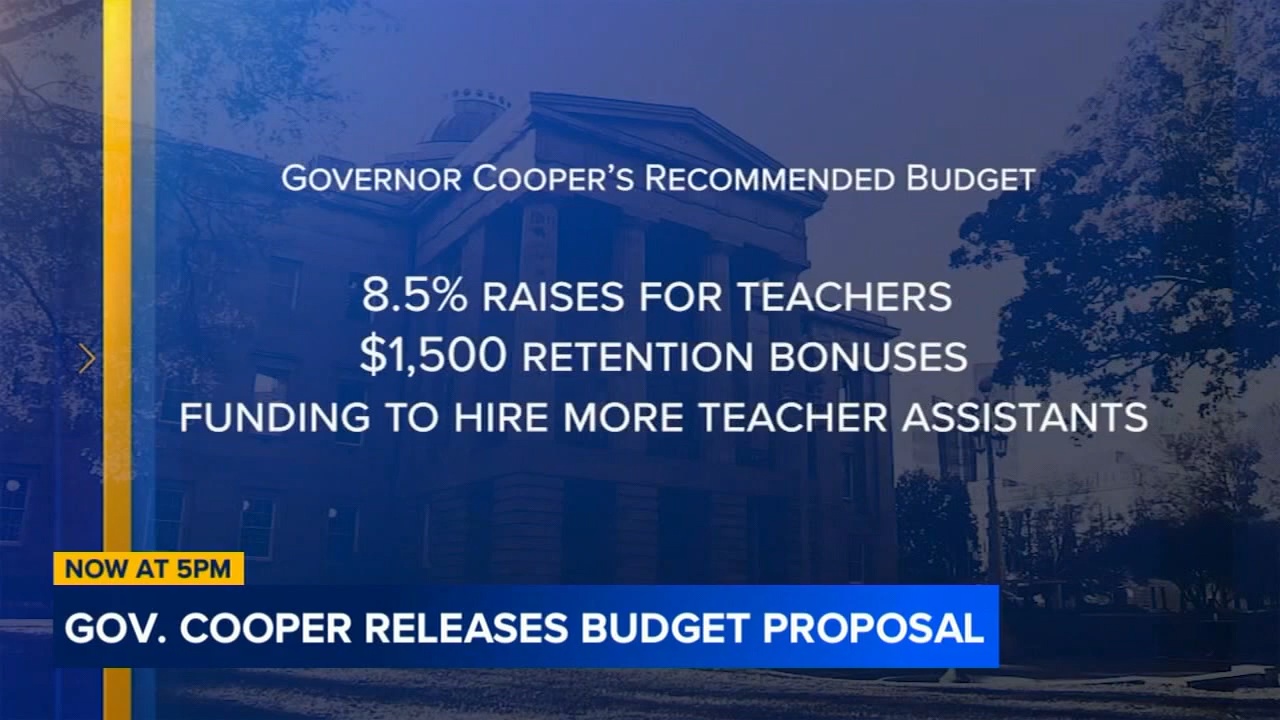 GOVERNOR COOPER'S RECOMMENDED BUDGET
8.5% RAISES FOR TEACHERS
$1,500 RETENTION BONUSES
FUNDING TO HIRE MORE TEACHER ASSISTANTS
NOW AT 5PM
GOV. COOPER RELEASES BUDGET PROPOSAL